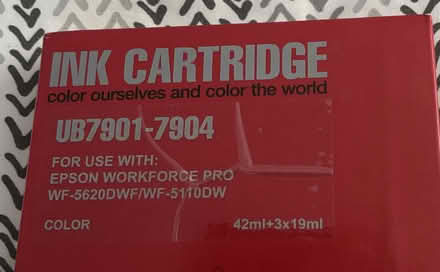 INK CARTRIDGE
color ourselves and color the world
UB7901-7904
FOR USE WITH:
EPSON WORKFORCE PRO
WF-5620DWF/WF-5110DW
COLOR 42ml+3x19ml